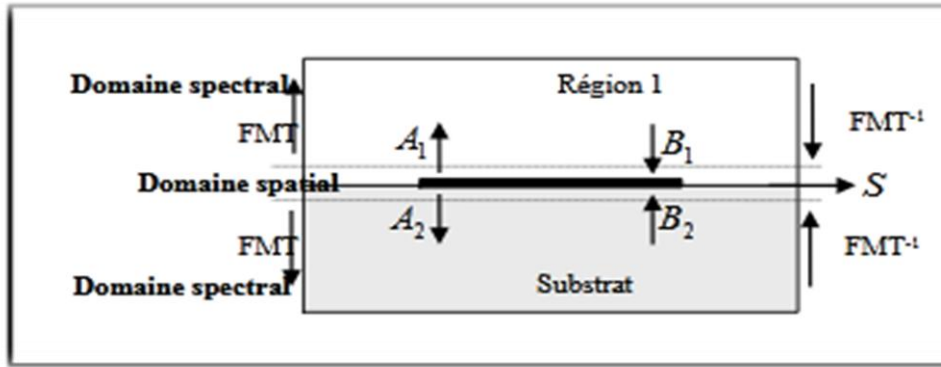 Domaine spectral
Région 1
FMT
FMT⁻¹
A₁
B₁
Domaine spatial
S
A₂
B₂
FMT
FMT⁻¹
Domaine spectral
Substrat